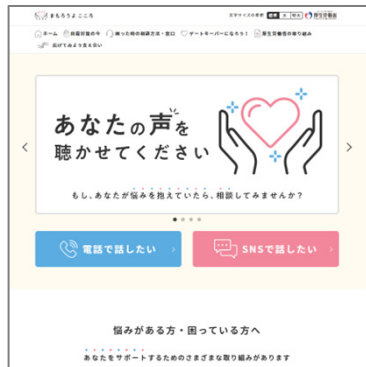 まもろうよ こころ
文字サイズの変更 標準 大 特大 厚生労働省
ホーム 自殺対策の今 困った時の相談方法・窓口 ゲートキーパーになろう！ 厚生労働省の取り組み
広げてみよう支え合い
あなたの声を
聴かせてください
もし、あなたが悩みを抱えていたら、相談してみませんか？
電話で話したい
SNSで話したい
悩みがある方・困っている方へ
あなたをサポートするためのさまざまな取り組みがあります